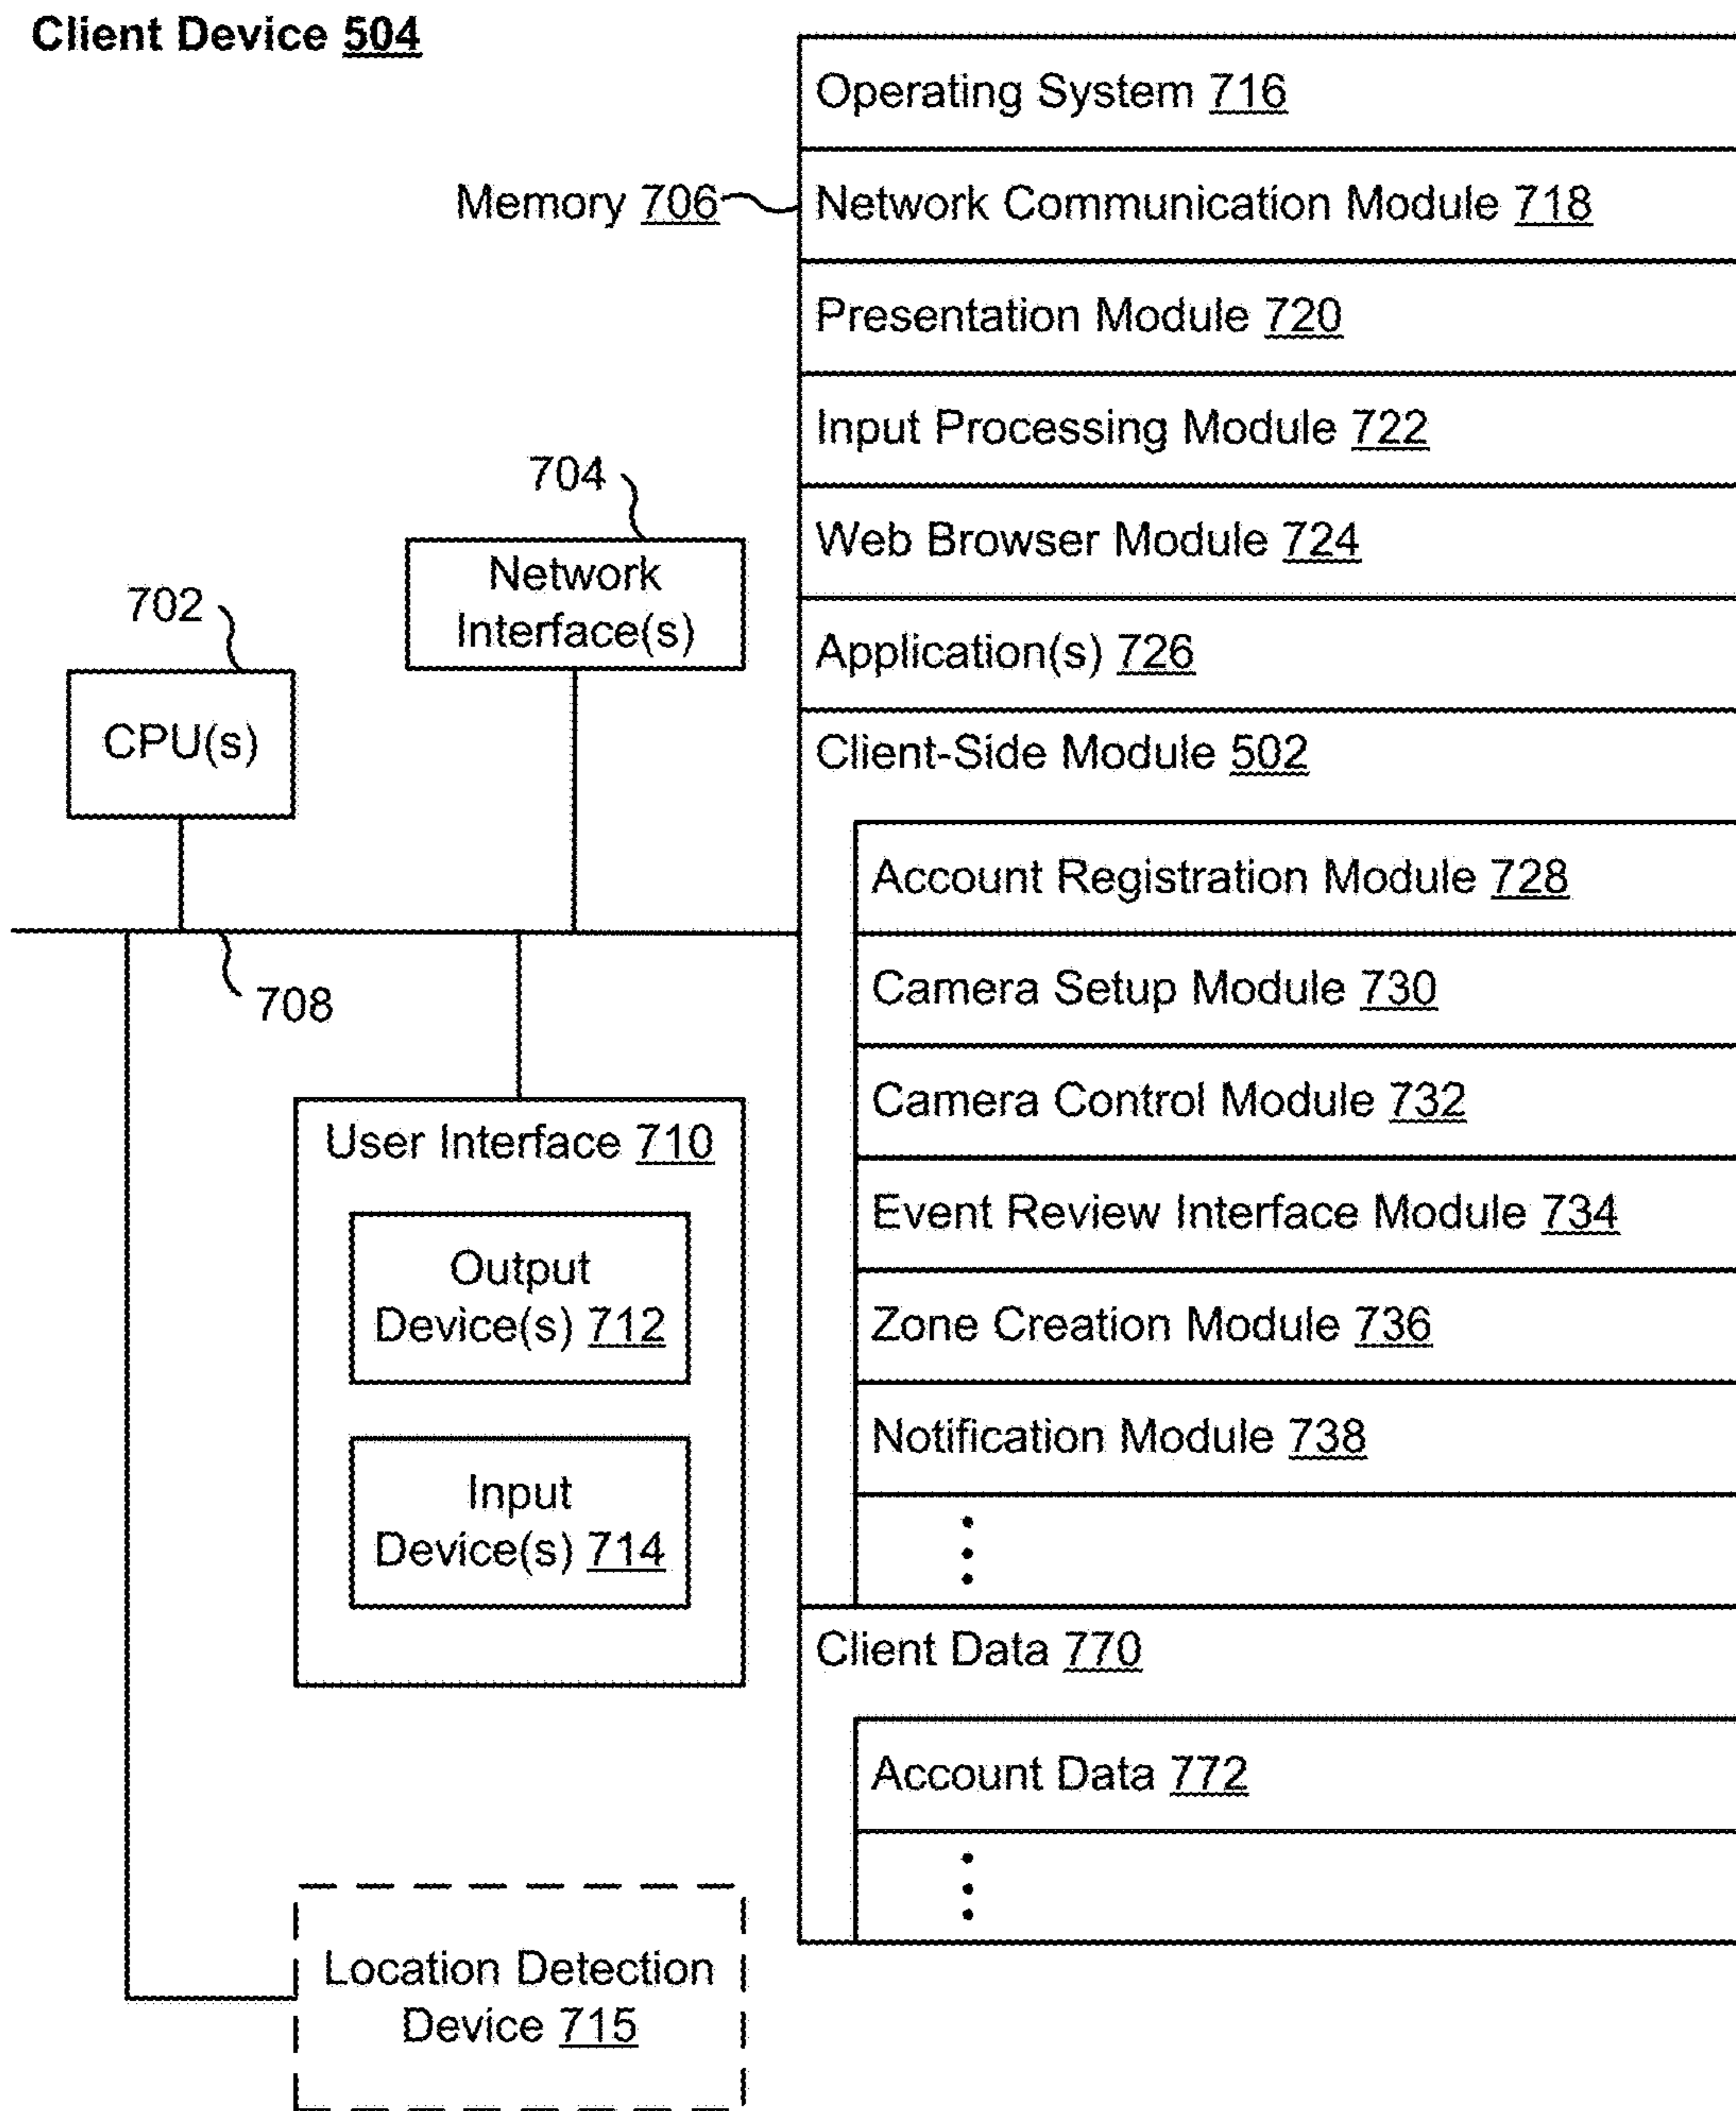 Client Device 504
Operating System 716
Memory 706
Network Communication Module 718
Presentation Module 720
Input Processing Module 722
704
Web Browser Module 724
Network
Interface(s)
702
Application(s) 726
CPU(s)
Client-Side Module 502
Account Registration Module 728
708
Camera Setup Module 730
Camera Control Module 732
User Interface 710
Event Review Interface Module 734
Output
Device(s) 712
Zone Creation Module 736
Notification Module 738
Input
Device(s) 714
Client Data 770
Account Data 772
Location Detection
Device 715